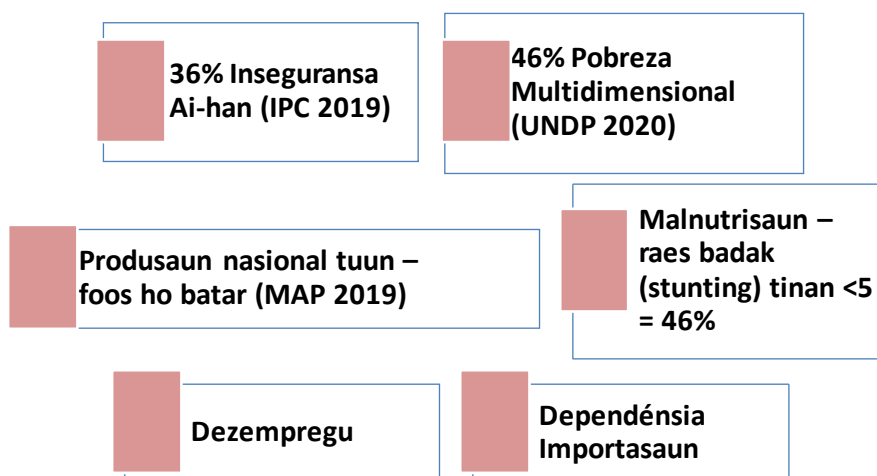 36% Inseguransa
Ai-han (IPC 2019)
46% Pobreza
Multidimensional
(UNDP 2020)
Produsaun nasional tuun –
foos ho batar (MAP 2019)
Malnutrisaun –
raes badak
(stunting) tinan <5
= 46%
Dezempregu
Dependénsia
Importasaun